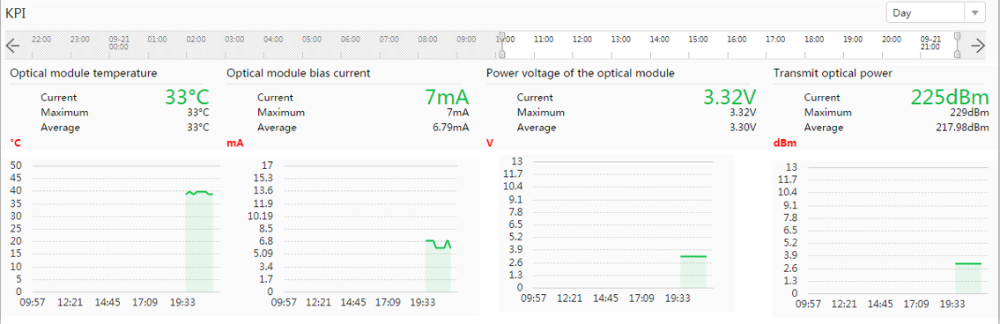 KPI
Day
22:00 23:00 09-21 00:00 01:00 02:00 03:00 04:00 05:00 06:00 07:00 08:00 09:00 11:00 12:00 13:00 14:00 15:00 16:00 17:00 18:00 19:00 20:00 09-21 21:00
Optical module temperature
Current 33°C
Maximum 33°C
Average 33°C
°C
50
45
40
35
30
25
20
15
10
5
0
09:57 12:21 14:45 17:09 19:33
Optical module bias current
Current 7mA
Maximum 7mA
Average 6.79mA
mA
17
15.3
13.6
11.9
10.19
8.5
6.8
5.09
3.4
1.7
0
09:57 12:21 14:45 17:09 19:33
Power voltage of the optical module
Current 3.32V
Maximum 3.32V
Average 3.30V
V
13
11.7
10.4
9.1
7.8
6.5
5.2
3.9
2.6
1.3
0
09:57 12:21 14:45 17:09 19:33
Transmit optical power
Current 225dBm
Maximum 229dBm
Average 217.98dBm
dBm
13
11.7
10.4
9.1
7.8
6.5
5.2
3.9
2.6
1.3
0
09:57 12:21 14:45 17:09 19:33